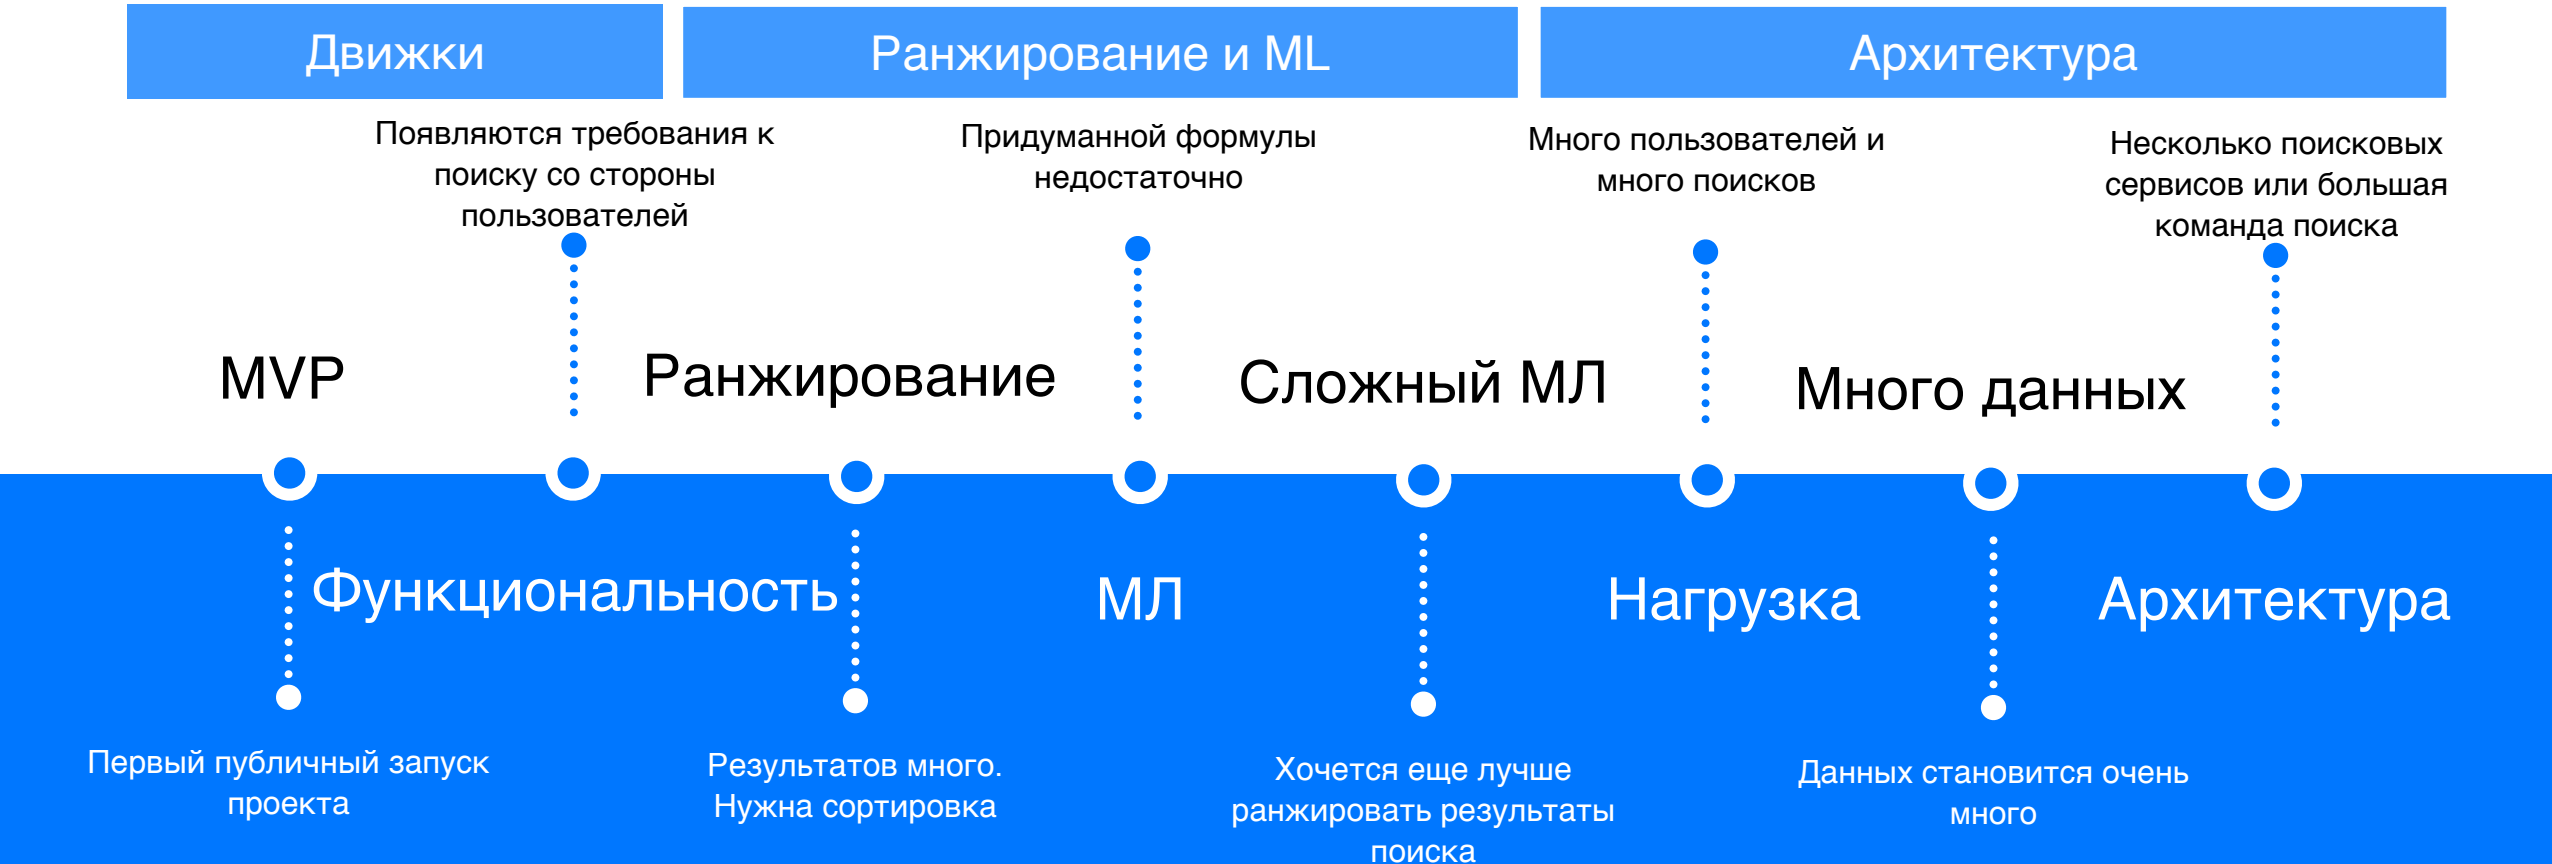 Движки
Ранжирование и ML
Архитектура
Появляются требования к
поиску со стороны
пользователей
Придуманной формулы
недостаточно
Много пользователей и
много поисков
Несколько поисковых
сервисов или большая
команда поиска
MVP
Ранжирование
Сложный МЛ
Много данных
Функциональность
МЛ
Нагрузка
Архитектура
Первый публичный запуск
проекта
Результатов много.
Нужна сортировка
Хочется еще лучше
ранжировать результаты
поиска
Данных становится очень
много